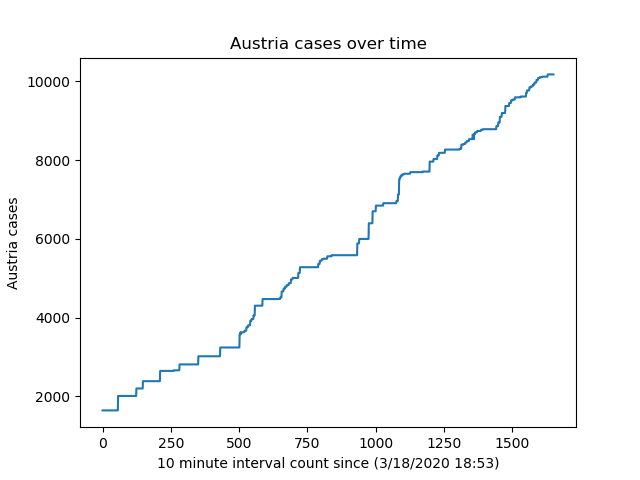 Austria cases over time
10000
8000
6000
4000
2000
Austria cases
0 250 500 750 1000 1250 1500
10 minute interval count since (3/18/2020 18:53)